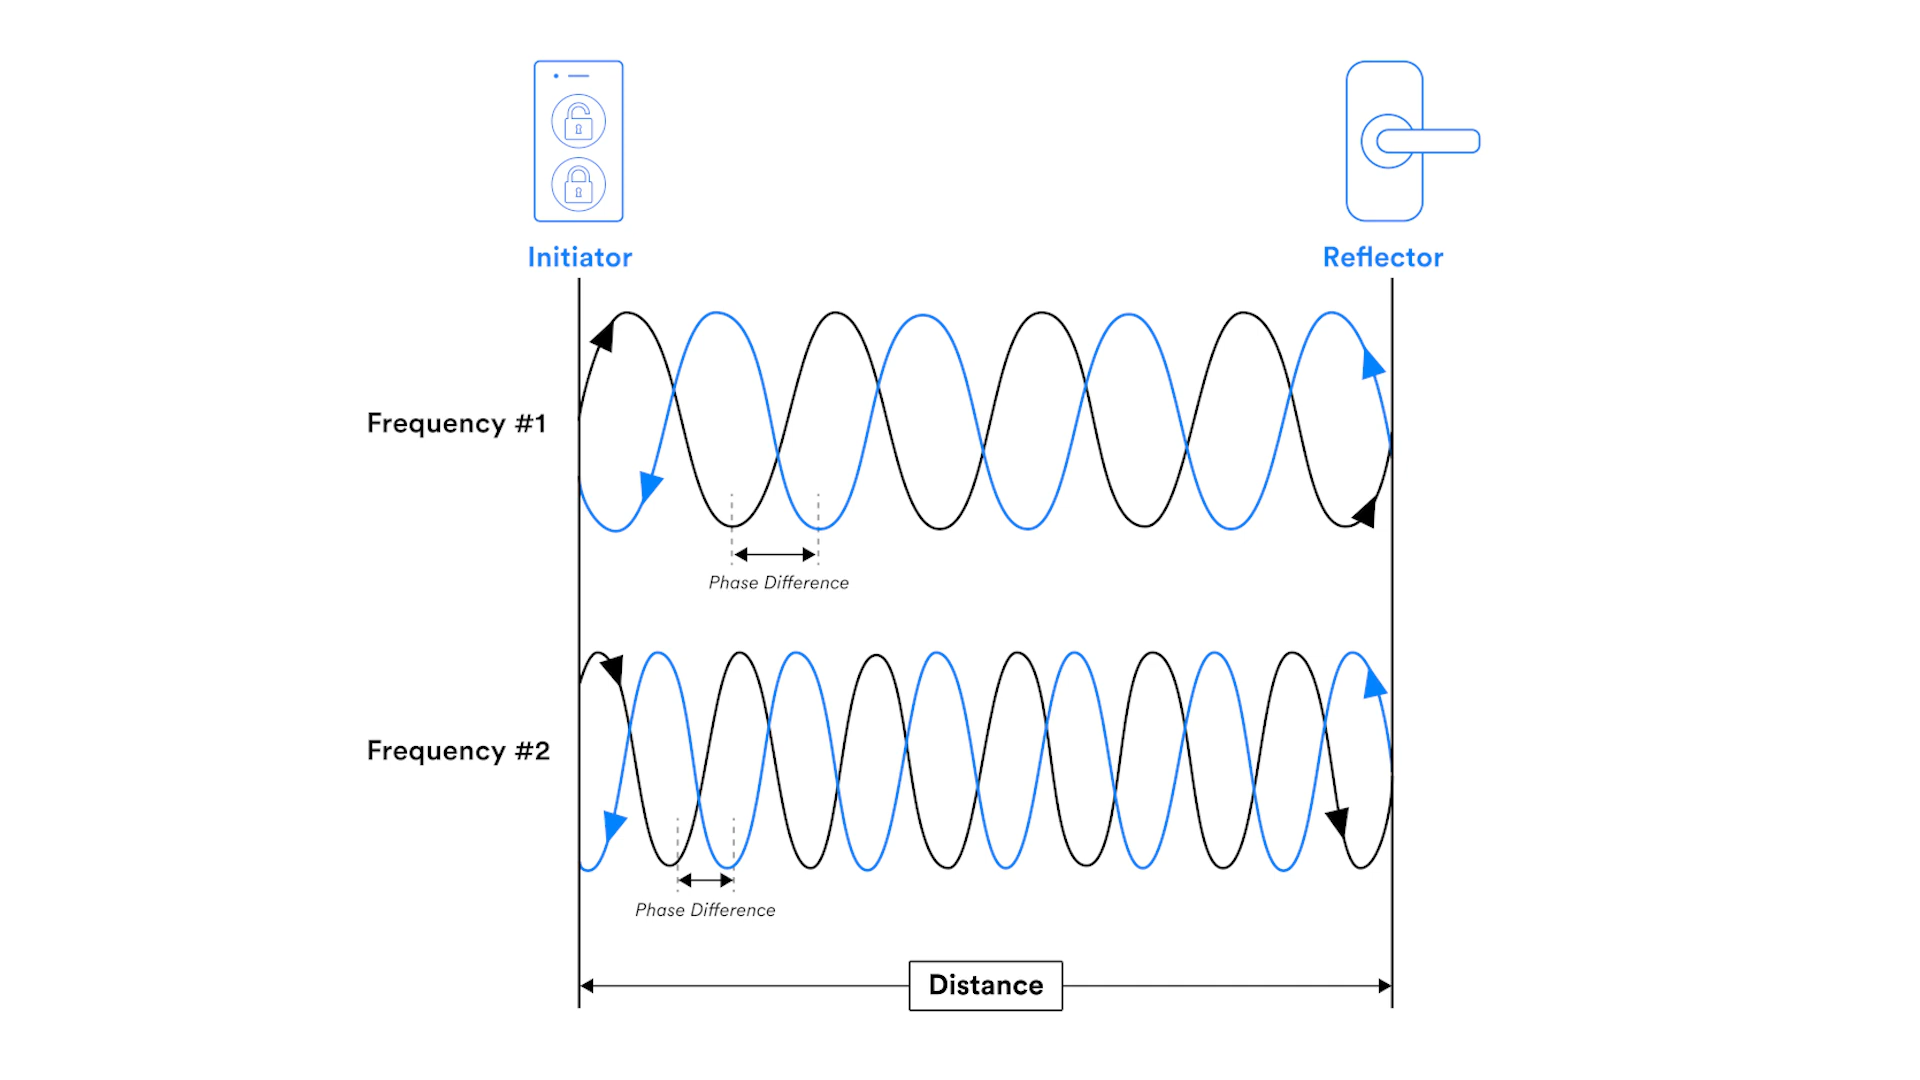 Initiator
Reflector
Frequency #1
Phase Difference
Frequency #2
Phase Difference
Distance